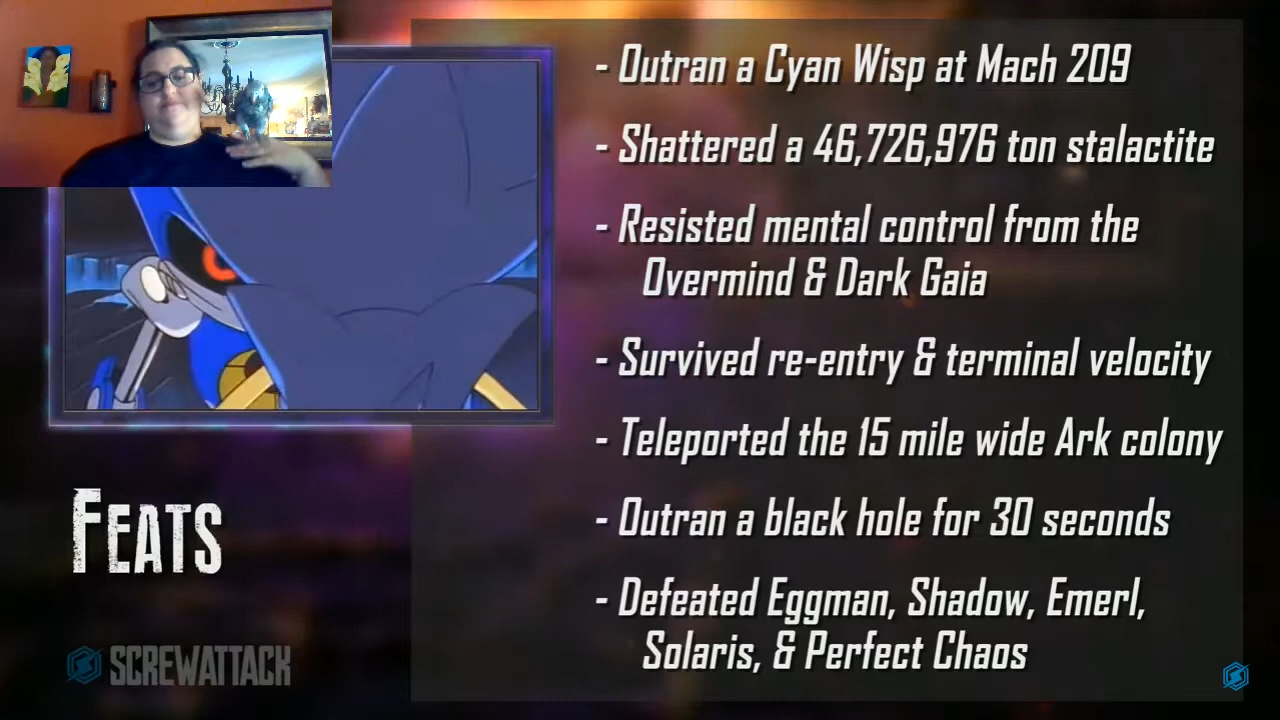 - Outran a Cyan Wisp at Mach 209
- Shattered a 46,726,976 ton stalactite
- Resisted mental control from the
Overmind & Dark Gaia
- Survived re-entry & terminal velocity
- Teleported the 15 mile wide Ark colony
- Outran a black hole for 30 seconds
- Defeated Eggman, Shadow, Emerl,
Solaris, & Perfect Chaos
FEATS
SCREWATTACK